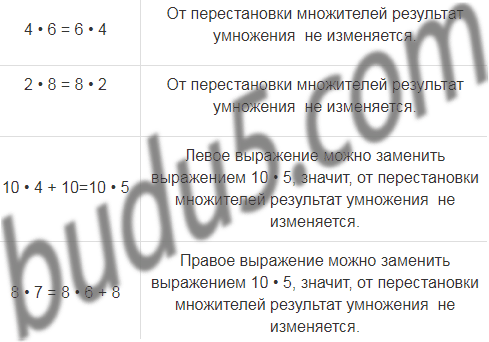 4 • 6 = 6 • 4
От перестановки множителей результат
умножения не изменяется.
2 • 8 = 8 • 2
От перестановки множителей результат
умножения не изменяется.
10 • 4 + 10=10 • 5
Левое выражение можно заменить
выражением 10 • 5, значит, от перестановки
множителей результат умножения не
изменяется.
8 • 7 = 8 • 6 + 8
Правое выражение можно заменить
выражением 10 • 5, значит, от перестановки
множителей результат умножения не
изменяется.
budu5.com